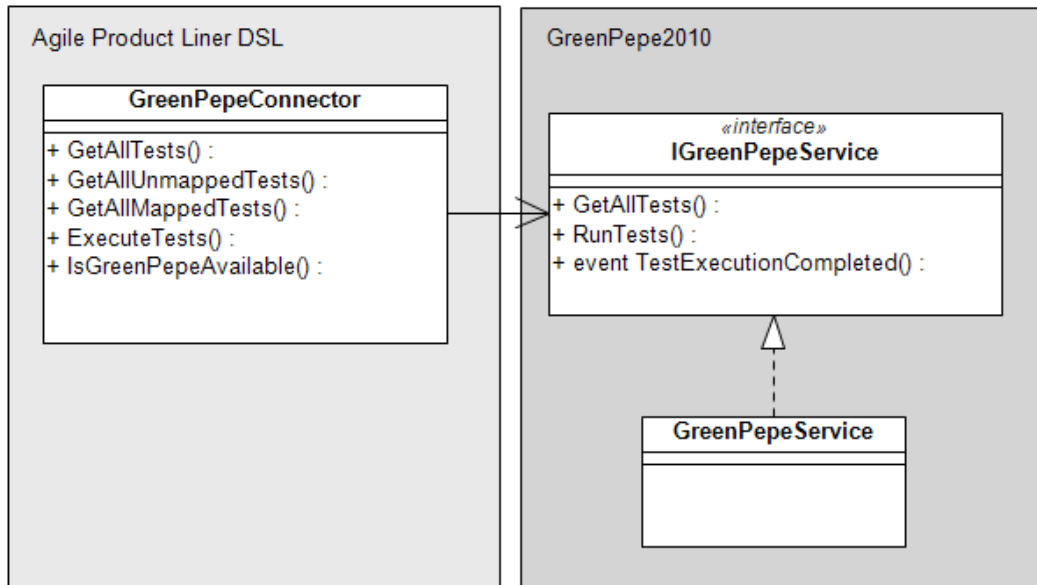 Agile Product Liner DSL
GreenPepeConnector
+ GetAllTests() :
+ GetAllUnmappedTests() :
+ GetAllMappedTests() :
+ ExecuteTests() :
+ IsGreenPepeAvailable() :
GreenPepe2010
«interface»
IGreenPepeService
+ GetAllTests() :
+ RunTests() :
+ event TestExecutionCompleted() :
GreenPepeService